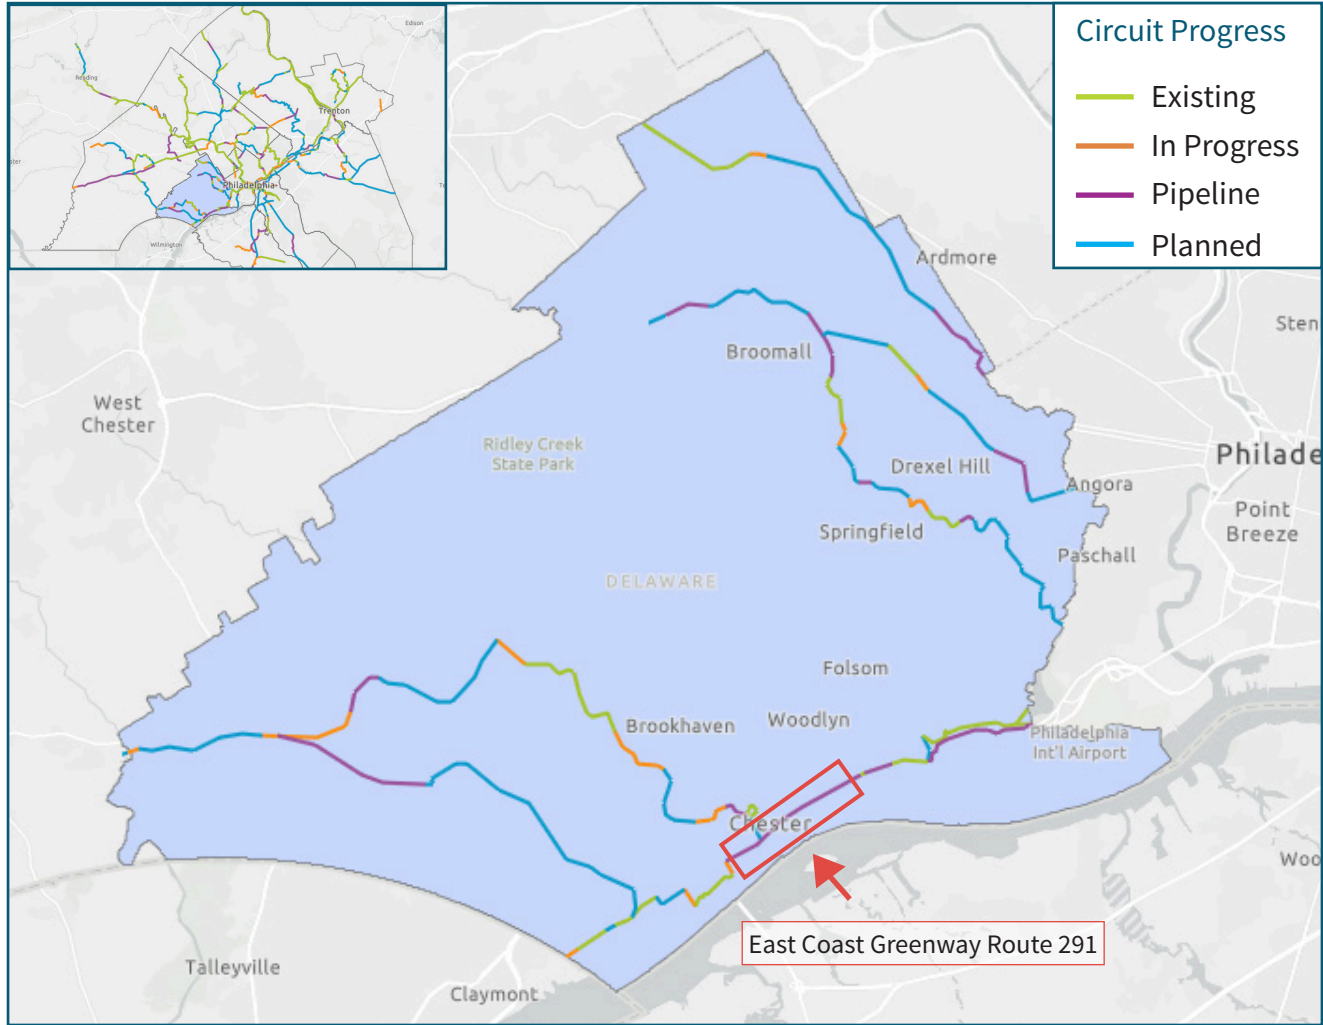 Edison
Reading
Trenton
ster
Philadelphia
Wilmington
Circuit Progress
Existing
In Progress
Pipeline
Planned
Ardmore
Sten
Broomall
West
Chester
Ridley Creek
State Park
Drexel Hill
Philade
Angora
Point
Breeze
Springfield
Paschall
DELAWARE
Folsom
Brookhaven
Woodlyn
Philadelphia
Int'l Airport
Chester
Woo
East Coast Greenway Route 291
Talleyville
Claymont